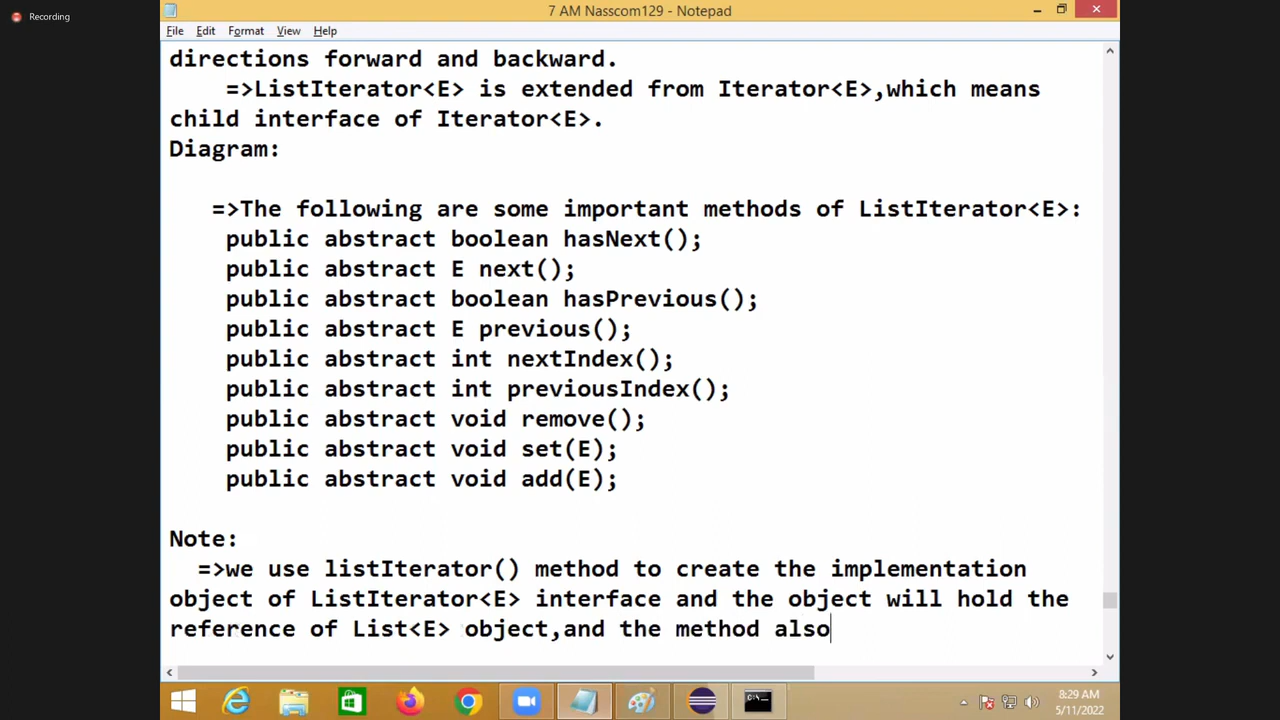 Recording
7 AM Nasscom129 - Notepad
File Edit Format View Help
directions forward and backward.
=>ListIterator<E> is extended from Iterator<E>,which means
child interface of Iterator<E>.
Diagram:
=>The following are some important methods of ListIterator<E>:
public abstract boolean hasNext();
public abstract E next();
public abstract boolean hasPrevious();
public abstract E previous();
public abstract int nextIndex();
public abstract int previousIndex();
public abstract void remove();
public abstract void set(E);
public abstract void add(E);
Note:
=>we use listIterator() method to create the implementation
object of ListIterator<E> interface and the object will hold the
reference of List<E> object,and the method also
8:29 AM
5/11/2022